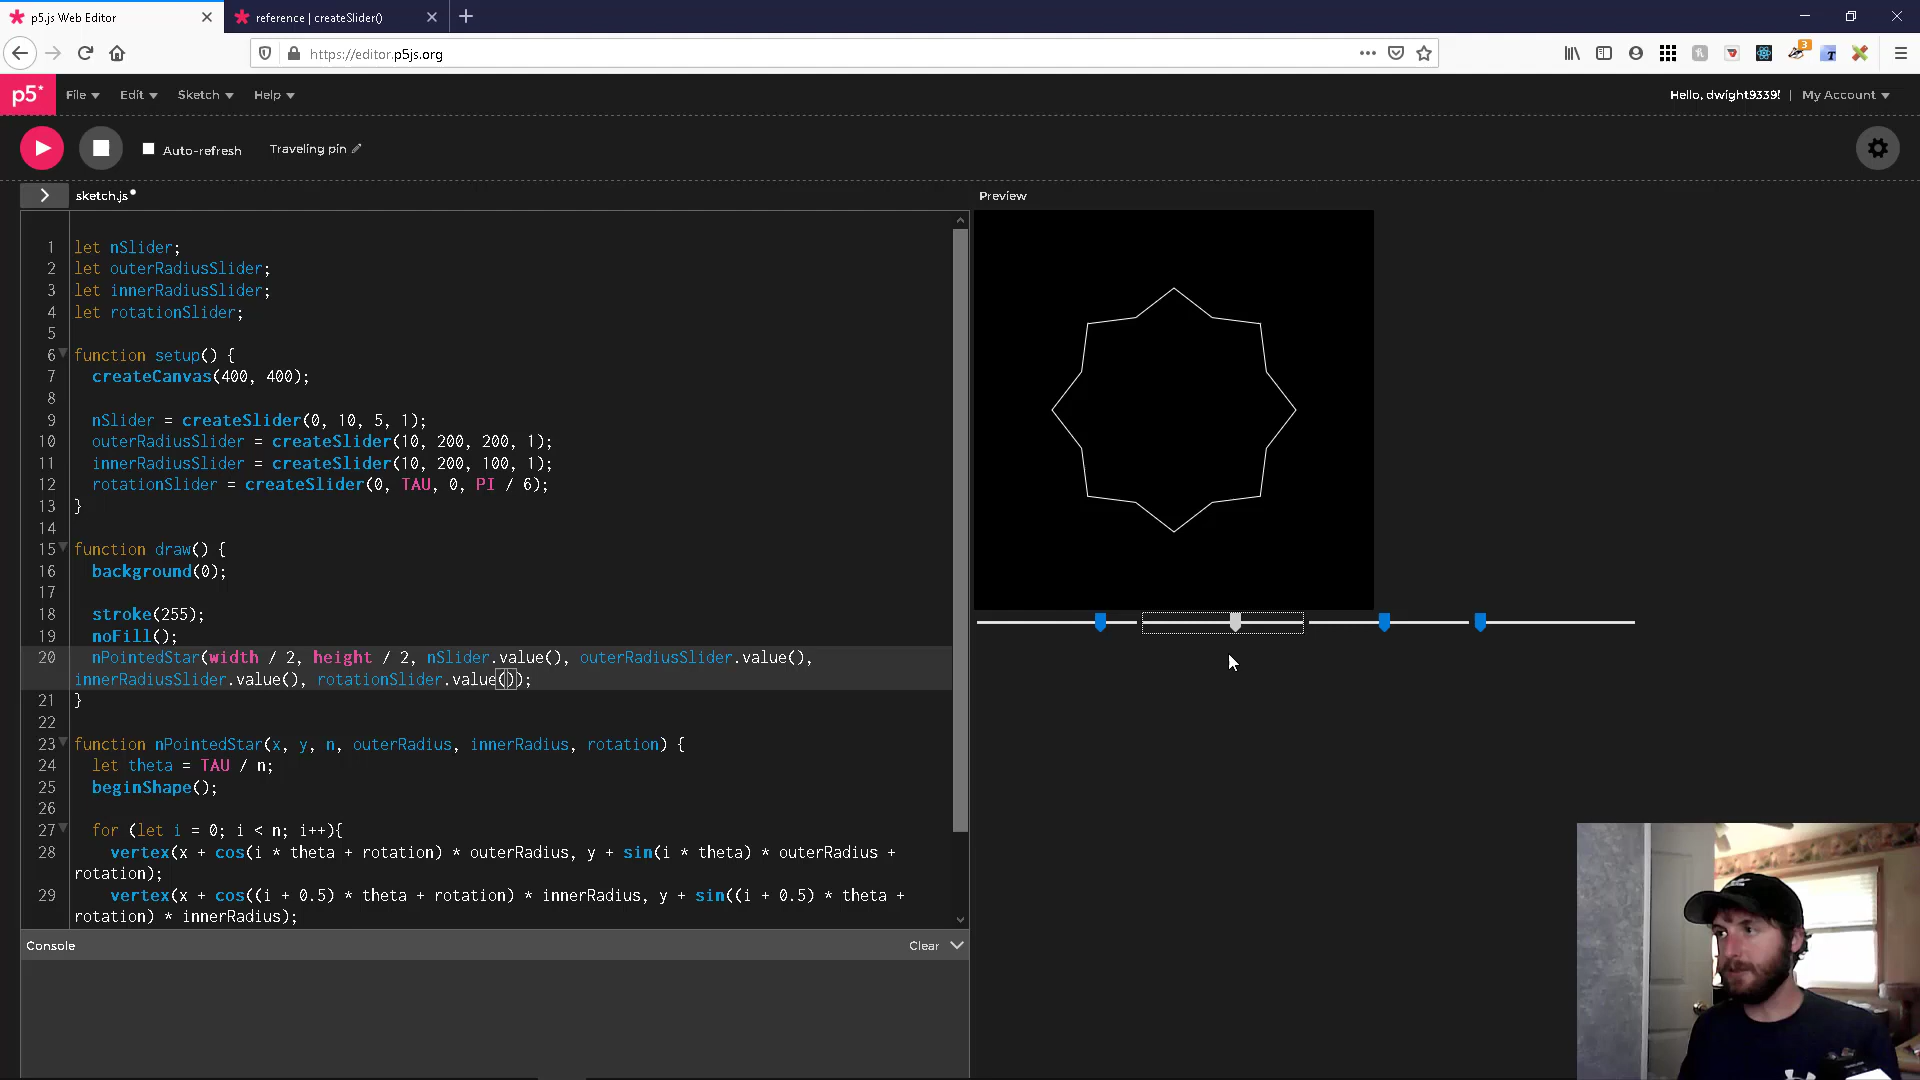 p5.js Web Editor
reference | createSlider()
https://editor.p5js.org
3
p5*
File
Edit
Sketch
Help
Hello, dwight9339!
|
My Account
Auto-refresh
Traveling pin
sketch.js
Preview
1 let nSlider;
2 let outerRadiusSlider;
3 let innerRadiusSlider;
4 let rotationSlider;
5
6 function setup() {
7 createCanvas(400, 400);
8
9 nSlider = createSlider(0, 10, 5, 1);
10 outerRadiusSlider = createSlider(10, 200, 200, 1);
11 innerRadiusSlider = createSlider(10, 200, 100, 1);
12 rotationSlider = createSlider(0, TAU, 0, PI / 6);
13 }
14
15 function draw() {
16 background(0);
17
18 stroke(255);
19 noFill();
20 nPointedStar(width / 2, height / 2, nSlider.value(), outerRadiusSlider.value(),
innerRadiusSlider.value(), rotationSlider.value());
21 }
22
23 function nPointedStar(x, y, n, outerRadius, innerRadius, rotation) {
24 let theta = TAU / n;
25 beginShape();
26
27 for (let i = 0; i < n; i++){
28 vertex(x + cos(i * theta + rotation) * outerRadius, y + sin(i * theta) * outerRadius +
rotation);
29 vertex(x + cos((i + 0.5) * theta + rotation) * innerRadius, y + sin((i + 0.5) * theta +
rotation) * innerRadius);
Console
Clear